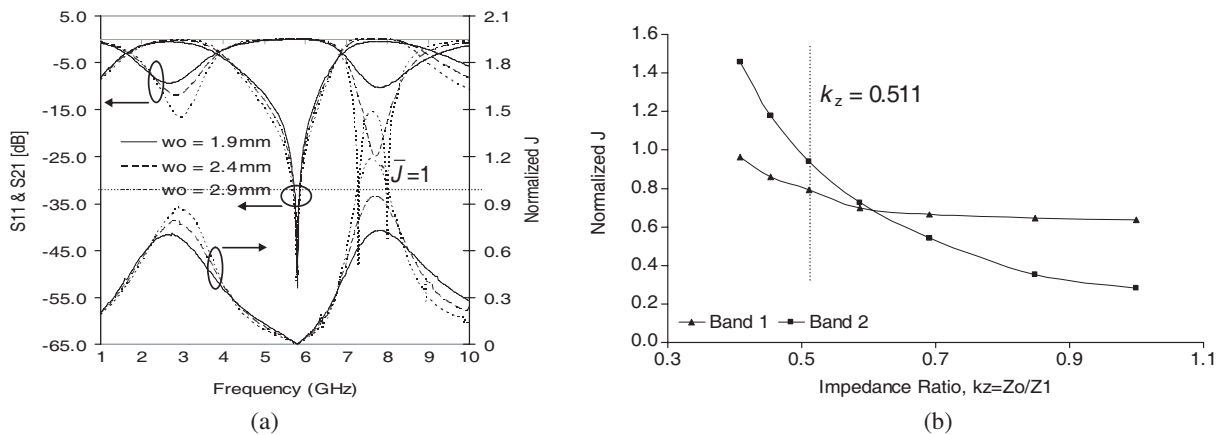 5.0
-5.0
-15.0
-25.0
-35.0
-45.0
-55.0
-65.0
S11 & S21 [dB]
2.1
1.8
1.5
1.2
0.9
0.6
0.3
0
Normalized J
wo = 1.9mm
wo = 2.4mm
wo = 2.9mm
J̅=1
1 2 3 4 5 6 7 8 9 10
Frequency (GHz)
(a)
1.6
1.4
1.2
1.0
0.8
0.6
0.4
0.2
0.0
Normalized J
kz = 0.511
Band 1 Band 2
0.3 0.5 0.7 0.9 1.1
Impedance Ratio, kz=Zo/Z1
(b)